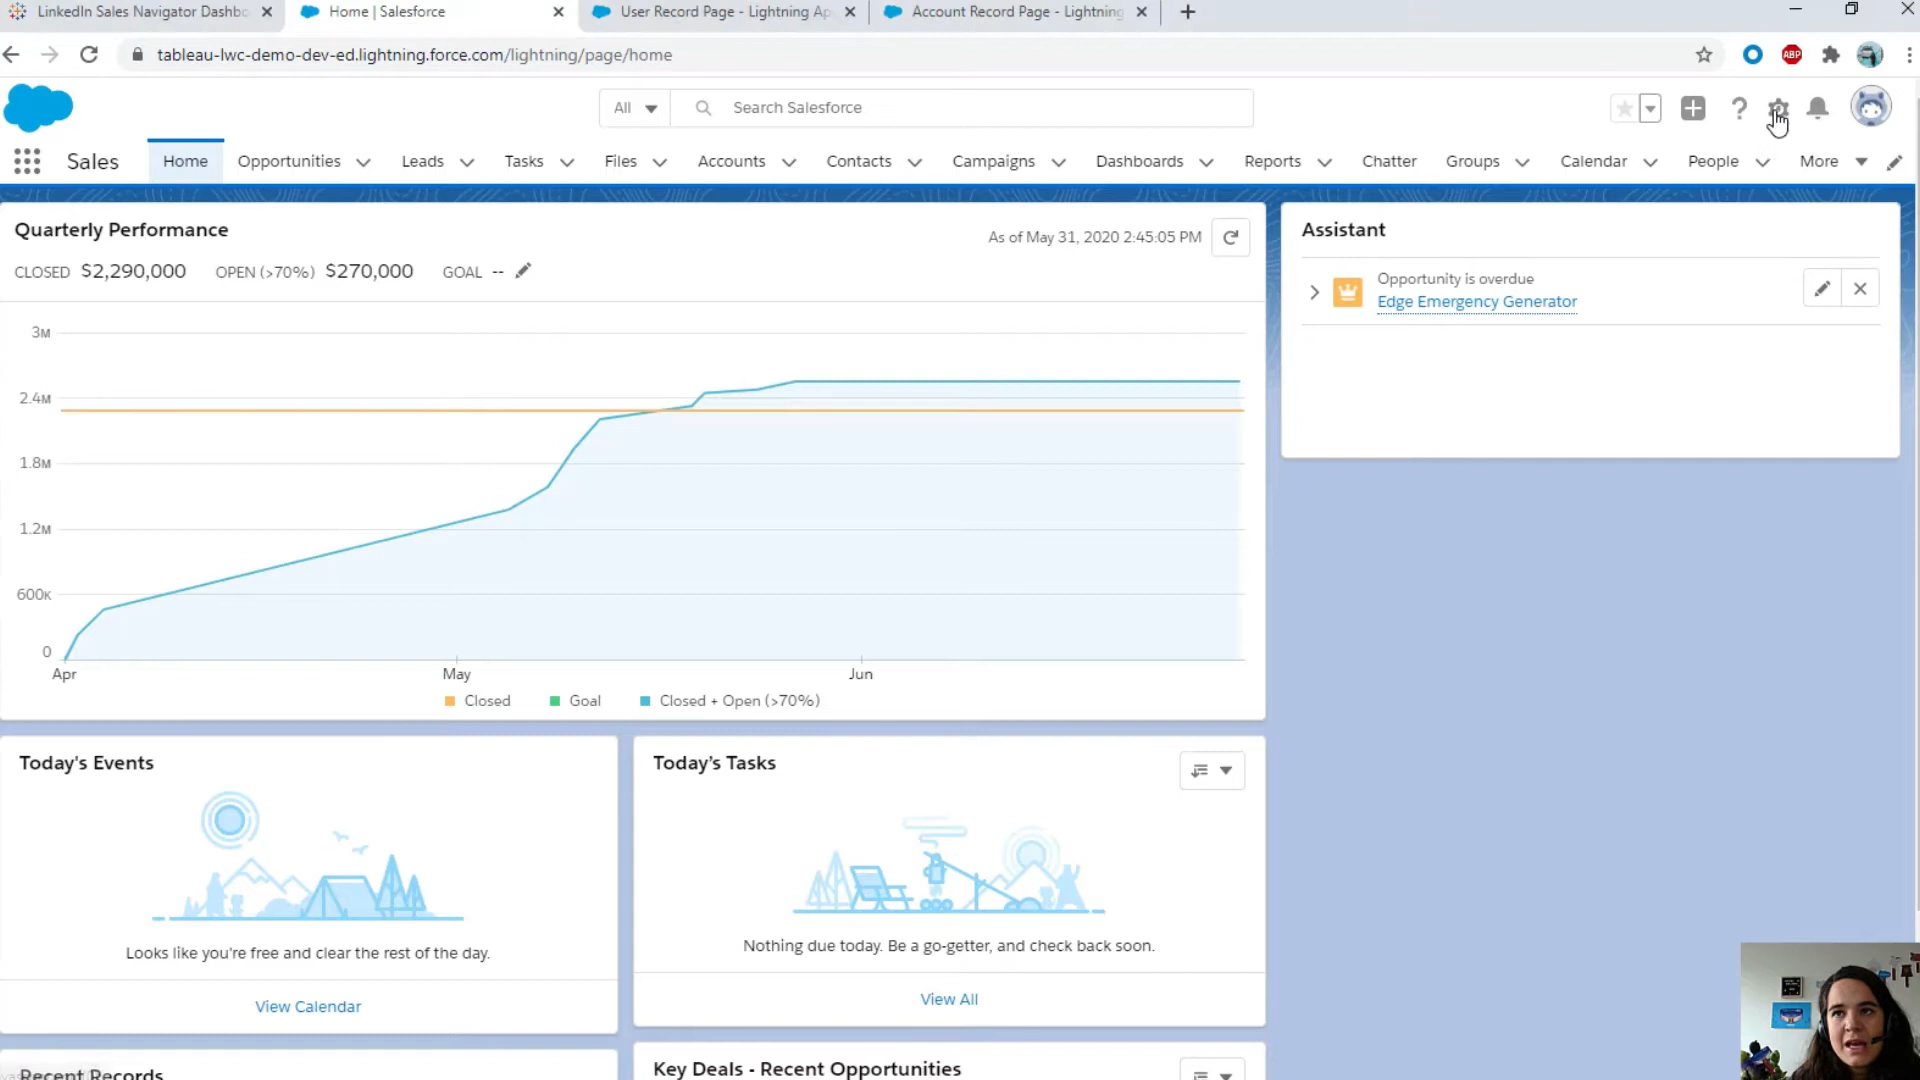 LinkedIn Sales Navigator Dashbo
Home | Salesforce
User Record Page - Lightning Ap
Account Record Page - Lightning
tableau-lwc-demo-dev-ed.lightning.force.com/lightning/page/home
ABP
All
Search Salesforce
Sales
Home
Opportunities
Leads
Tasks
Files
Accounts
Contacts
Campaigns
Dashboards
Reports
Chatter
Groups
Calendar
People
More
Quarterly Performance
As of May 31, 2020 2:45:05 PM
CLOSED $2,290,000 OPEN (>70%) $270,000 GOAL --
3M
2.4M
1.8M
1.2M
600K
0
Apr
May
Jun
Closed
Goal
Closed + Open (>70%)
Assistant
Opportunity is overdue
Edge Emergency Generator
Today's Events
Looks like you're free and clear the rest of the day.
View Calendar
Today's Tasks
Nothing due today. Be a go-getter, and check back soon.
View All
Recent Records
Key Deals - Recent Opportunities